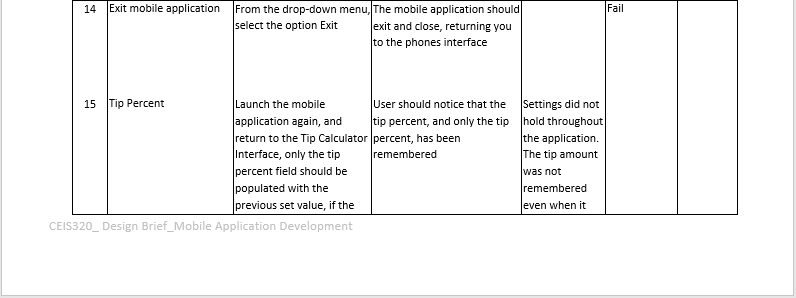 14 Exit mobile application From the drop-down menu, The mobile application should Fail
select the option Exit exit and close, returning you
to the phones interface
15 Tip Percent Launch the mobile User should notice that the Settings did not
application again, and tip percent, and only the tip hold throughout
return to the Tip Calculator percent, has been the application.
Interface, only the tip remembered The tip amount
percent field should be was not
populated with the remembered
previous set value, if the even when it
CEIS320_ Design Brief_Mobile Application Development